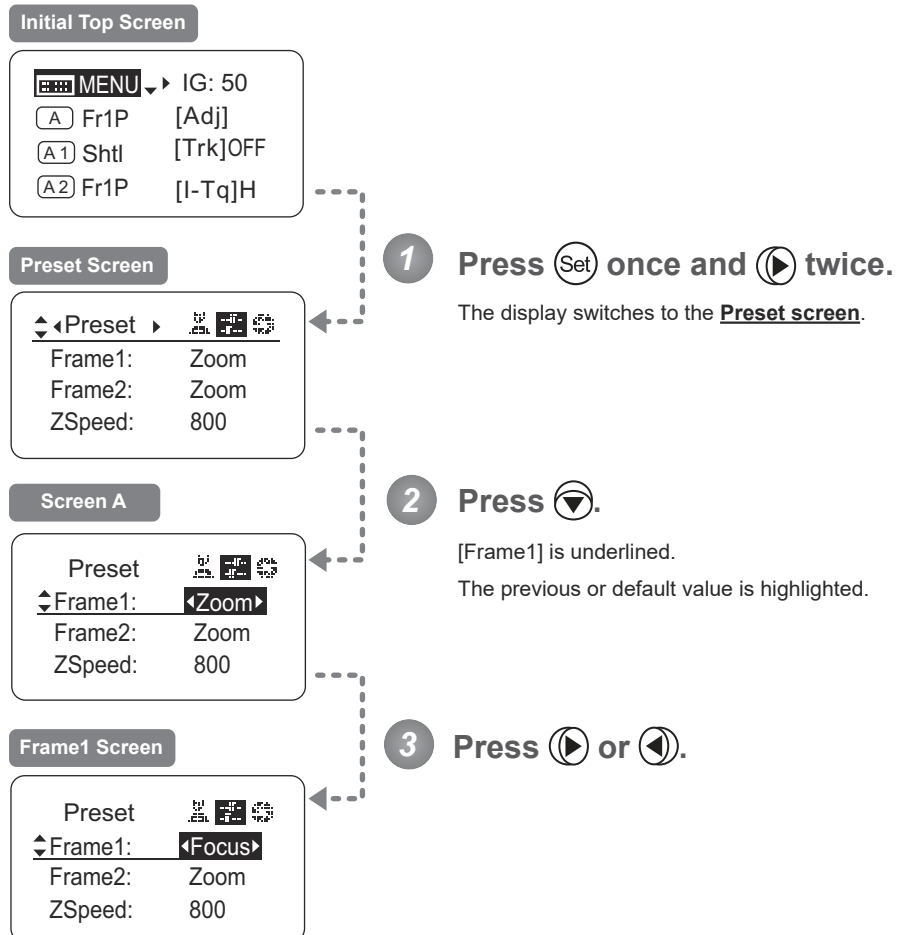 Initial Top Screen
MENU IG: 50
A Fr1P [Adj]
A1 Shtl [Trk]OFF
A2 Fr1P [I-Tq]H
1 Press Set once and twice.
The display switches to the Preset screen.
Preset Screen
Preset
Frame1: Zoom
Frame2: Zoom
ZSpeed: 800
2 Press .
[Frame1] is underlined.
The previous or default value is highlighted.
Screen A
Preset
Frame1: Zoom
Frame2: Zoom
ZSpeed: 800
3 Press or .
Frame1 Screen
Preset
Frame1: Focus
Frame2: Zoom
ZSpeed: 800